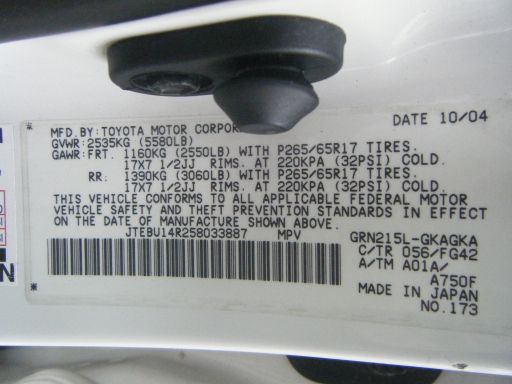 MFD.BY:TOYOTA MOTOR CORPOR DATE 10/04
GVWR:2535KG (5580LB)
GAWR:FRT. 1160KG (2550LB) WITH P265/65R17 TIRES.
17X7 1/2JJ RIMS. AT 220KPA (32PSI) COLD.
RR. 1390KG (3060LB) WITH P265/65R17 TIRES.
17X7 1/2JJ RIMS. AT 220KPA (32PSI) COLD.
THIS VEHICLE CONFORMS TO ALL APPLICABLE FEDERAL MOTOR
VEHICLE SAFETY AND THEFT PREVENTION STANDARDS IN EFFECT
ON THE DATE OF MANUFACTURE SHOWN ABOVE.
JTEBU14R258033887 MPV GRN215L-GKAGKA
C/TR 056/FG42
A/TM A01A/
A750F
MADE IN JAPAN
NO.173
N